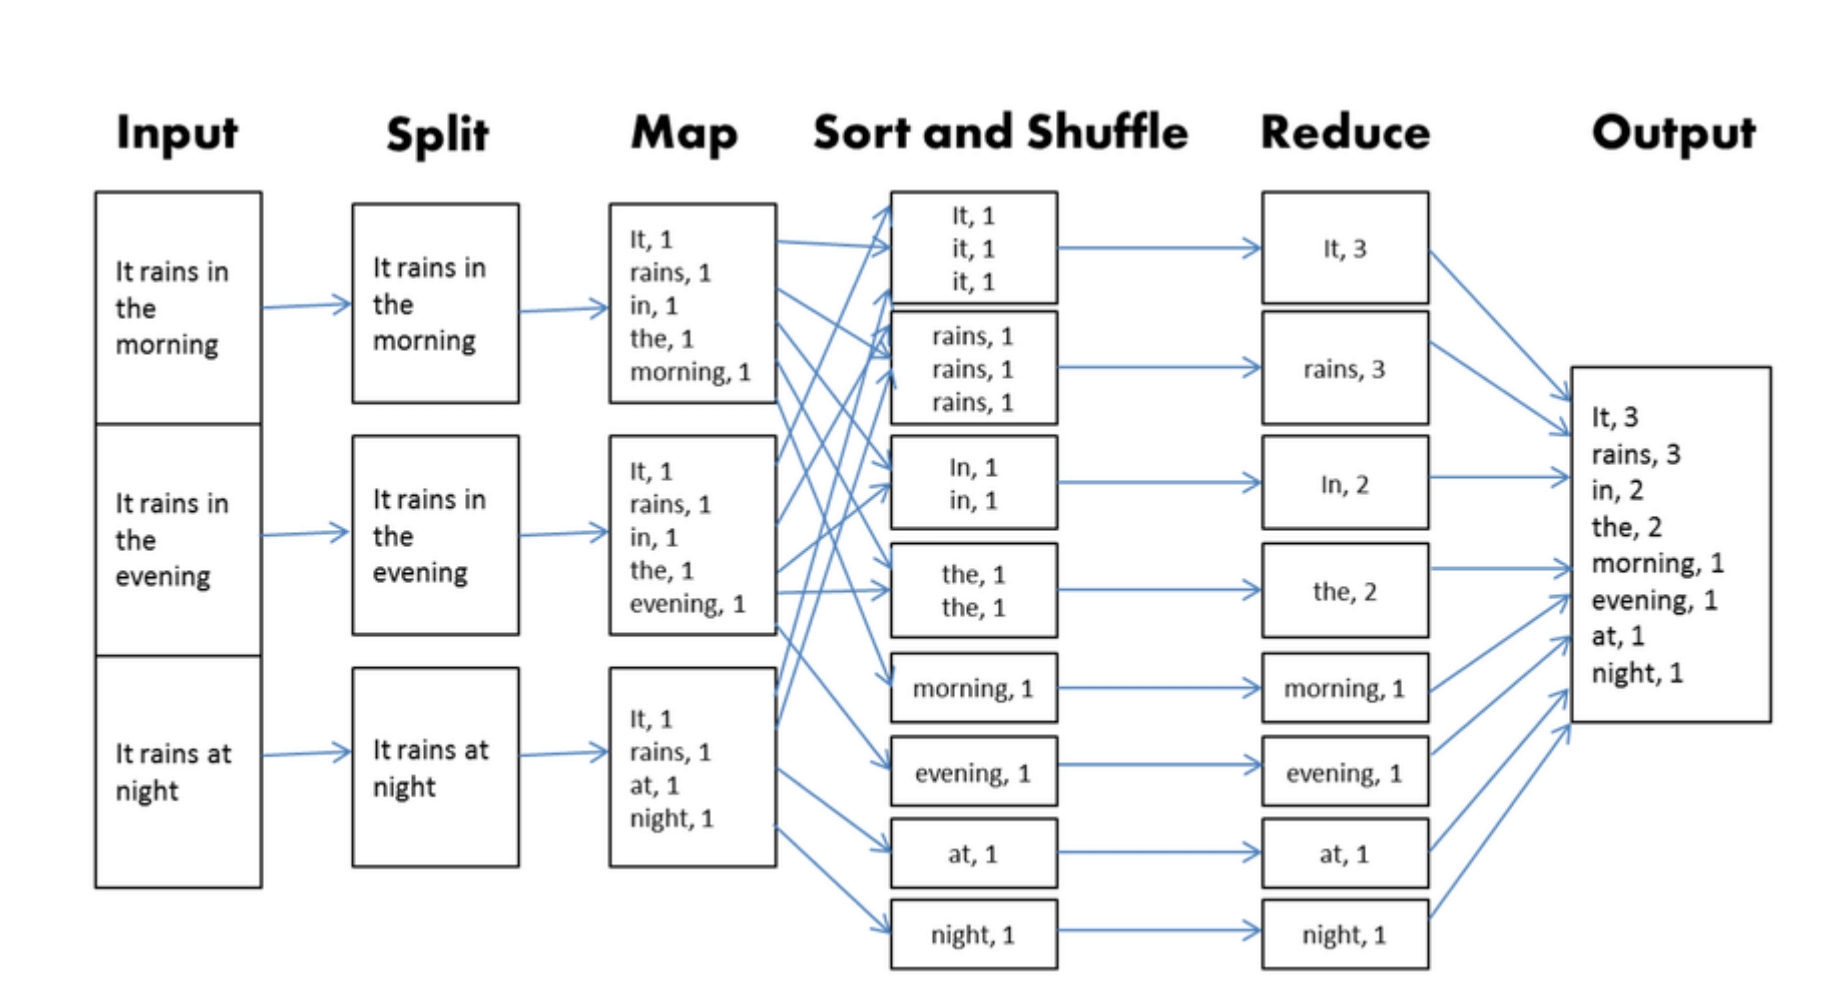 Input
Split
Map
Sort and Shuffle
Reduce
Output
It rains in
the
morning
It rains in
the
evening
It rains at
night
It rains in
the
morning
It rains in
the
evening
It rains at
night
It, 1
rains, 1
in, 1
the, 1
morning, 1
It, 1
rains, 1
in, 1
the, 1
evening, 1
It, 1
rains, 1
at, 1
night, 1
It, 1
it, 1
it, 1
rains, 1
rains, 1
rains, 1
In, 1
in, 1
the, 1
the, 1
morning, 1
evening, 1
at, 1
night, 1
It, 3
rains, 3
In, 2
the, 2
morning, 1
evening, 1
at, 1
night, 1
It, 3
rains, 3
in, 2
the, 2
morning, 1
evening, 1
at, 1
night, 1